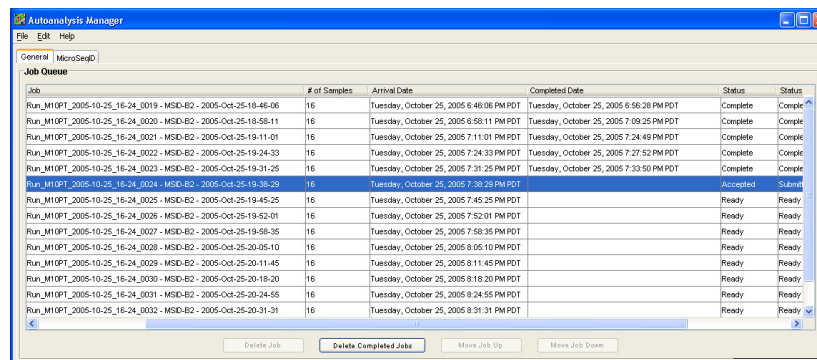 Autoanalysis Manager
File Edit Help
General MicroSeqID
Job Queue
Job # of Samples Arrival Date Completed Date Status Status
Run_M10PT_2005-10-25_16-24_0019 - MSID-B2 - 2005-Oct-25-18-46-06 16 Tuesday, October 25, 2005 6:46:06 PM PDT Tuesday, October 25, 2005 6:56:28 PM PDT Complete Comple
Run_M10PT_2005-10-25_16-24_0020 - MSID-B2 - 2005-Oct-25-18-58-11 16 Tuesday, October 25, 2005 6:58:11 PM PDT Tuesday, October 25, 2005 7:09:25 PM PDT Complete Comple
Run_M10PT_2005-10-25_16-24_0021 - MSID-B2 - 2005-Oct-25-19-11-01 16 Tuesday, October 25, 2005 7:11:01 PM PDT Tuesday, October 25, 2005 7:24:49 PM PDT Complete Comple
Run_M10PT_2005-10-25_16-24_0022 - MSID-B2 - 2005-Oct-25-19-24-33 16 Tuesday, October 25, 2005 7:24:33 PM PDT Tuesday, October 25, 2005 7:27:52 PM PDT Complete Comple
Run_M10PT_2005-10-25_16-24_0023 - MSID-B2 - 2005-Oct-25-19-31-25 16 Tuesday, October 25, 2005 7:31:25 PM PDT Tuesday, October 25, 2005 7:33:50 PM PDT Complete Comple
Run_M10PT_2005-10-25_16-24_0024 - MSID-B2 - 2005-Oct-25-19-38-29 16 Tuesday, October 25, 2005 7:38:29 PM PDT Accepted Submitt
Run_M10PT_2005-10-25_16-24_0025 - MSID-B2 - 2005-Oct-25-19-45-25 16 Tuesday, October 25, 2005 7:45:25 PM PDT Ready Ready
Run_M10PT_2005-10-25_16-24_0026 - MSID-B2 - 2005-Oct-25-19-52-01 16 Tuesday, October 25, 2005 7:52:01 PM PDT Ready Ready
Run_M10PT_2005-10-25_16-24_0027 - MSID-B2 - 2005-Oct-25-19-58-35 16 Tuesday, October 25, 2005 7:58:35 PM PDT Ready Ready
Run_M10PT_2005-10-25_16-24_0028 - MSID-B2 - 2005-Oct-25-20-05-10 16 Tuesday, October 25, 2005 8:05:10 PM PDT Ready Ready
Run_M10PT_2005-10-25_16-24_0029 - MSID-B2 - 2005-Oct-25-20-11-45 16 Tuesday, October 25, 2005 8:11:45 PM PDT Ready Ready
Run_M10PT_2005-10-25_16-24_0030 - MSID-B2 - 2005-Oct-25-20-18-20 16 Tuesday, October 25, 2005 8:18:20 PM PDT Ready Ready
Run_M10PT_2005-10-25_16-24_0031 - MSID-B2 - 2005-Oct-25-20-24-55 16 Tuesday, October 25, 2005 8:24:55 PM PDT Ready Ready
Run_M10PT_2005-10-25_16-24_0032 - MSID-B2 - 2005-Oct-25-20-31-31 16 Tuesday, October 25, 2005 8:31:31 PM PDT Ready Ready
Delete Job Delete Completed Jobs Move Job Up Move Job Down